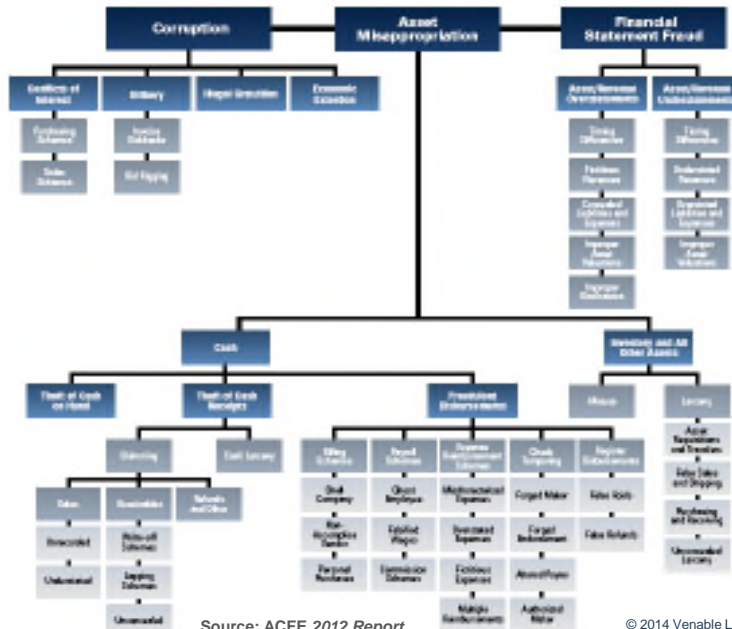 Corruption
Asset
Misappropriation
Financial
Statement Fraud
Conflicts of
Interest
Bribery
Illegal Gratuities
Economic
Extortion
Asset/Revenue
Overstatements
Asset/Revenue
Understatements
Purchasing
Schemes
Sales
Schemes
Invoice
Kickbacks
Bid Rigging
Timing
Differences
Fictitious
Revenues
Concealed
Liabilities and
Expenses
Improper
Asset
Valuations
Improper
Disclosures
Timing
Differences
Understated
Revenues
Overstated
Liabilities and
Expenses
Improper
Asset
Valuations
Cash
Inventory and All
Other Assets
Theft of Cash
on Hand
Theft of Cash
Receipts
Fraudulent
Disbursements
Misuse
Larceny
Skimming
Cash Larceny
Billing
Schemes
Payroll
Schemes
Expense
Reimbursement
Schemes
Check
Tampering
Register
Disbursements
Asset
Requisitions
and Transfers
False Sales
and Shipping
Purchasing
and Receiving
Unconcealed
Larceny
Sales
Receivables
Refunds
and Other
Unrecorded
Understated
Write-off
Schemes
Lapping
Schemes
Unconcealed
Shell
Company
Non-
Accomplice
Vendor
Personal
Purchases
Ghost
Employee
Falsified
Wages
Commission
Schemes
Mischaracterized
Expenses
Overstated
Expenses
Fictitious
Expenses
Multiple
Reimbursements
Forged Maker
Forged
Endorsement
Altered Payee
Authorized
Maker
False Voids
False Refunds
Source: ACFE 2012 Report
© 2014 Venable L